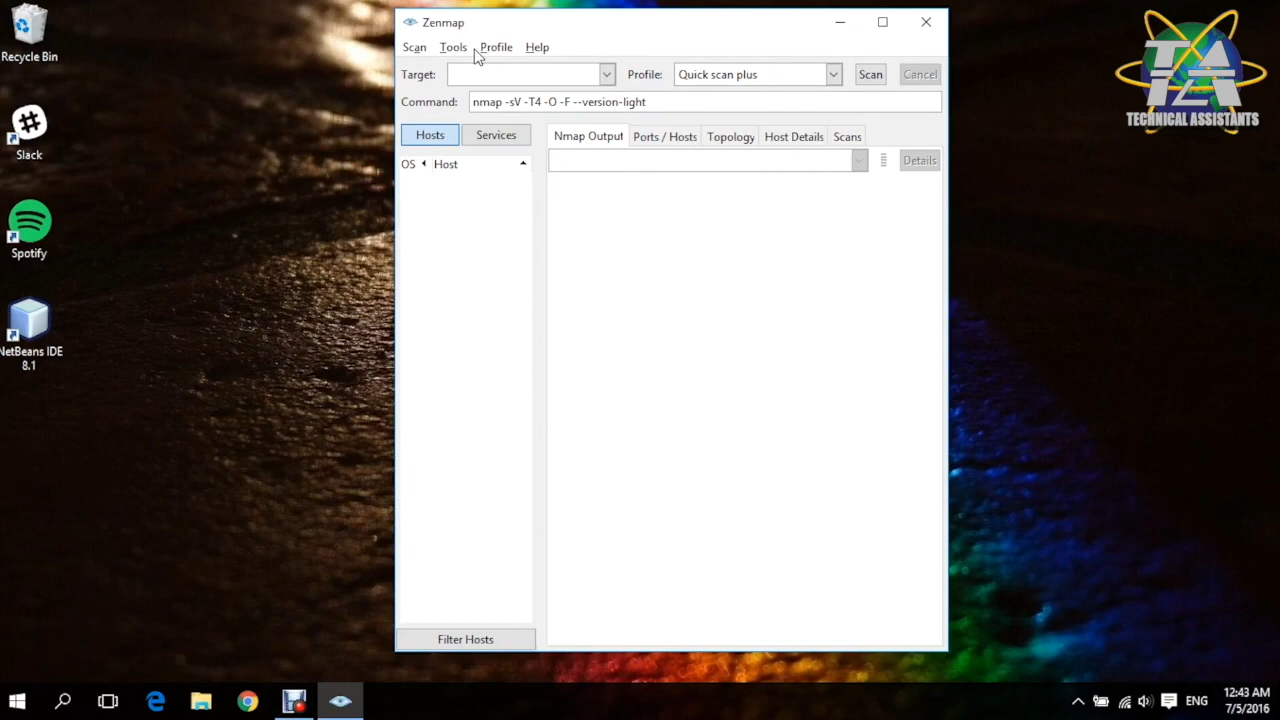 Recycle Bin
Slack
Spotify
NetBeans IDE
8.1
Zenmap
Scan Tools Profile Help
Target: Profile: Quick scan plus Scan Cancel
Command: nmap -sV -T4 -O -F --version-light
Hosts Services Nmap Output Ports / Hosts Topology Host Details Scans
OS Host Details
Filter Hosts
TA
TECHNICAL ASSISTANTS
ENG
12:43 AM
7/5/2016